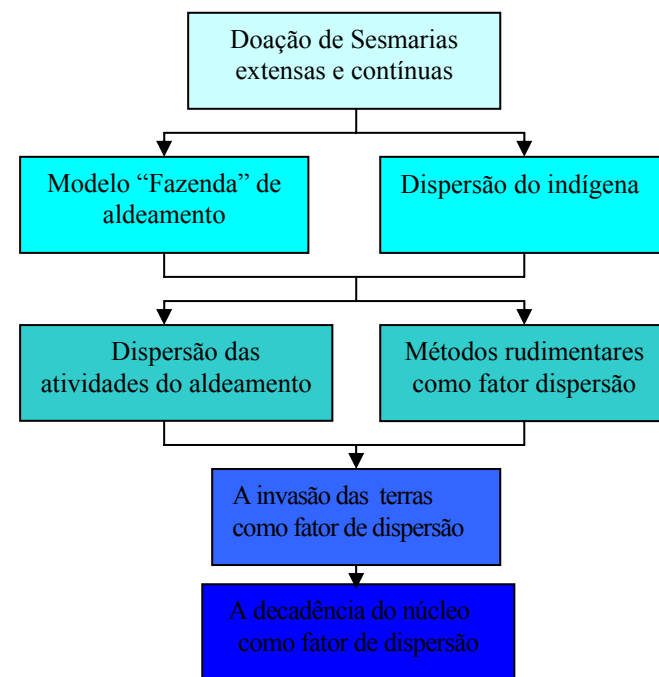 Doação de Sesmarias
extensas e contínuas
Modelo “Fazenda” de
aldeamento
Dispersão do indígena
Dispersão das
atividades do aldeamento
Métodos rudimentares
como fator dispersão
A invasão das terras
como fator de dispersão
A decadência do núcleo
como fator de dispersão